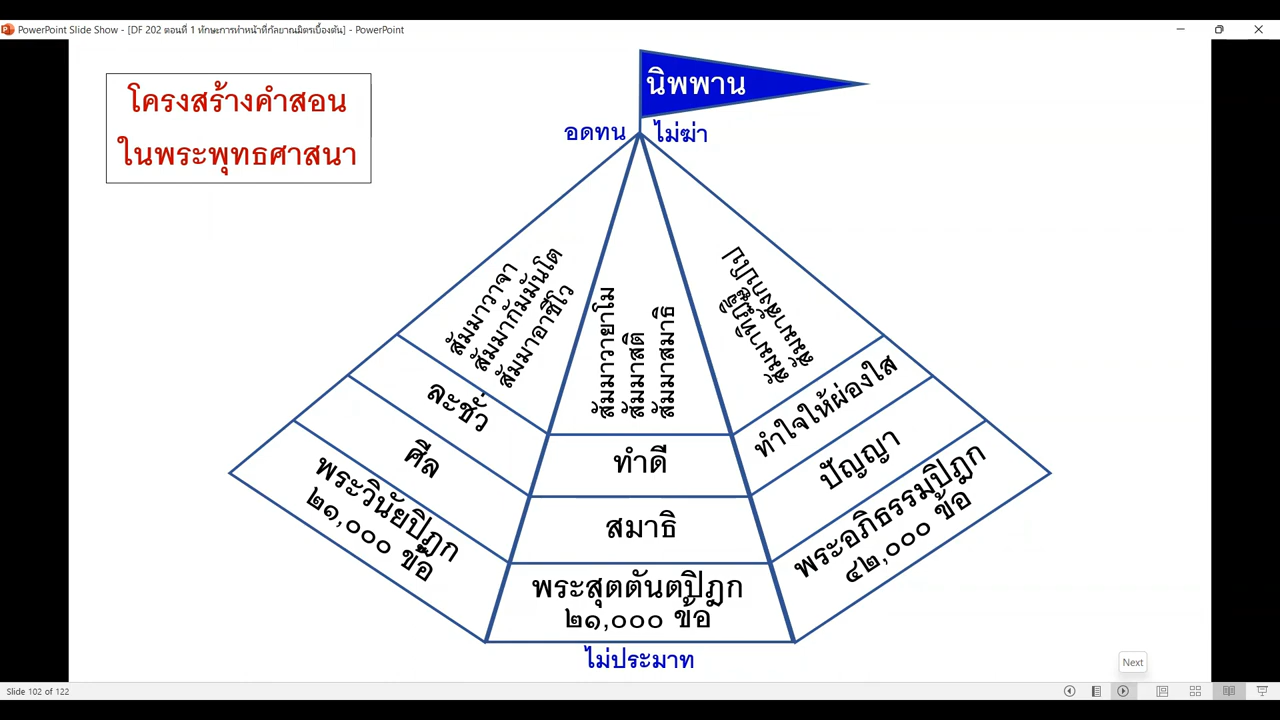 PowerPoint Slide Show - [DF 202 ตอนที่ 1 ทักษะการทำหน้าที่กัลยาณมิตรเบื้องต้น] - PowerPoint
โครงสร้างคำสอน
ในพระพุทธศาสนา
นิพพาน
อดทน
ไม่ฆ่า
สัมมาวาจา
สัมมากัมมันโต
สัมมาอาชีโว
สัมมาวายาโม
สัมมาสติ
สัมมาสมาธิ
สัมมาทิฏฐิ
สัมมาสังกัปโป
ละชั่ว
ทำดี
ทำใจให้ผ่องใส
ศีล
สมาธิ
ปัญญา
พระวินัยปิฎก
๒๑,๐๐๐ ข้อ
พระสุตตันตปิฎก
๒๑,๐๐๐ ข้อ
พระอภิธรรมปิฎก
๔๒,๐๐๐ ข้อ
ไม่ประมาท
Next
Slide 102 of 122